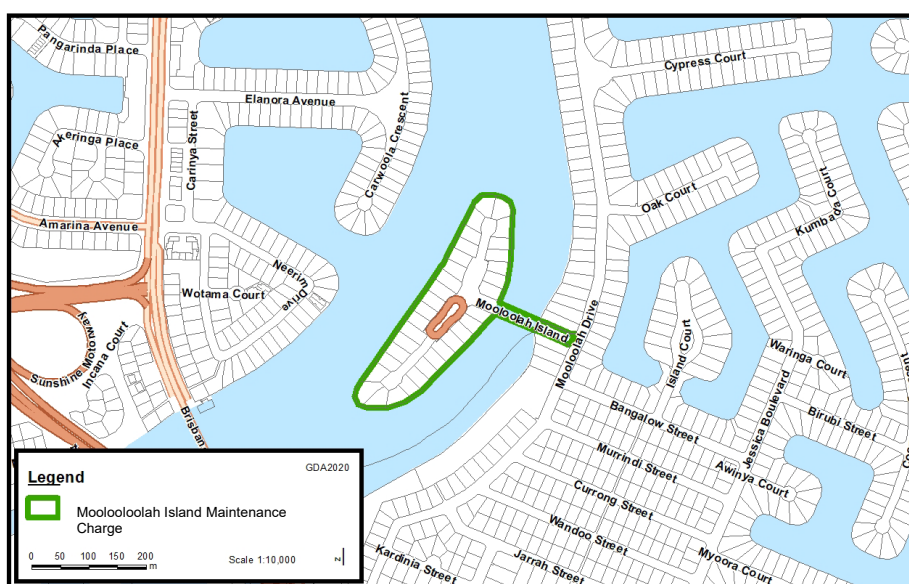 Pangarinda Place
Cypress Court
Elanora Avenue
Carinya Street
Carwoola Crescent
Akeringa Place
Oak Court
Kumbada Court
Amarina Avenue
Neerim
Drive
Wotama Court
Mooloolah Island
Mooloolah Drive
Island Court
Waringa Court
Sunshine Motorway
Incana Court
Jessica Boulevard
Birubi Street
Bangalow Street
Brisban
Murrindi Street
Awinya Court
Currong Street
Wandoo Street
Myoora Court
Kardinia Street
Jarrah Street
Legend
GDA2020
Moolooloolah Island Maintenance
Charge
0 50 100 150 200
m
Scale 1:10,000
N